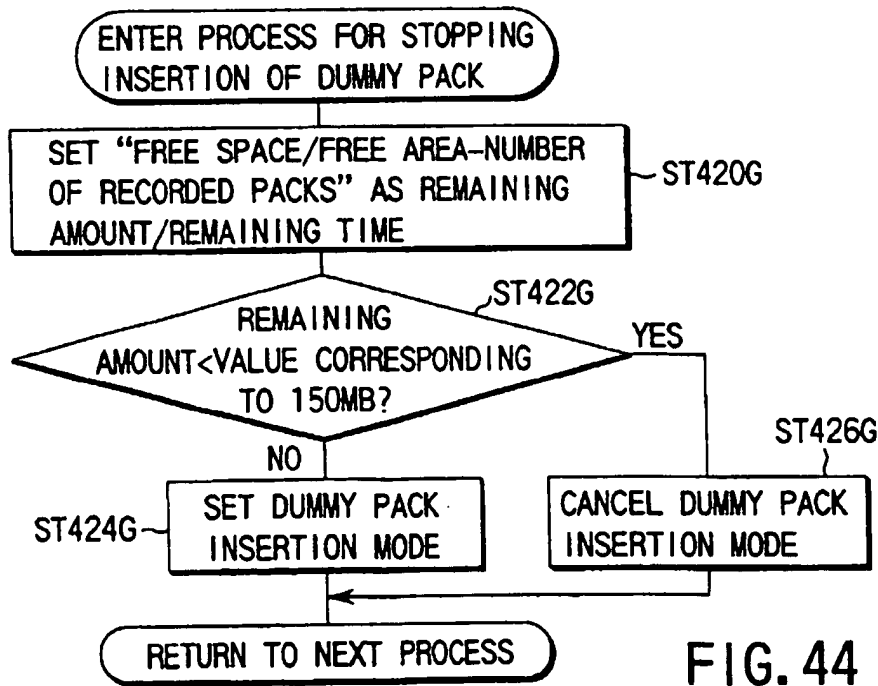 ENTER PROCESS FOR STOPPING
INSERTION OF DUMMY PACK
SET “FREE SPACE/FREE AREA-NUMBER
OF RECORDED PACKS” AS REMAINING
AMOUNT/REMAINING TIME
ST420G
ST422G
REMAINING
AMOUNT<VALUE CORRESPONDING
TO 150MB?
YES
NO
ST426G
ST424G
SET DUMMY PACK
INSERTION MODE
CANCEL DUMMY PACK
INSERTION MODE
RETURN TO NEXT PROCESS
FIG. 44